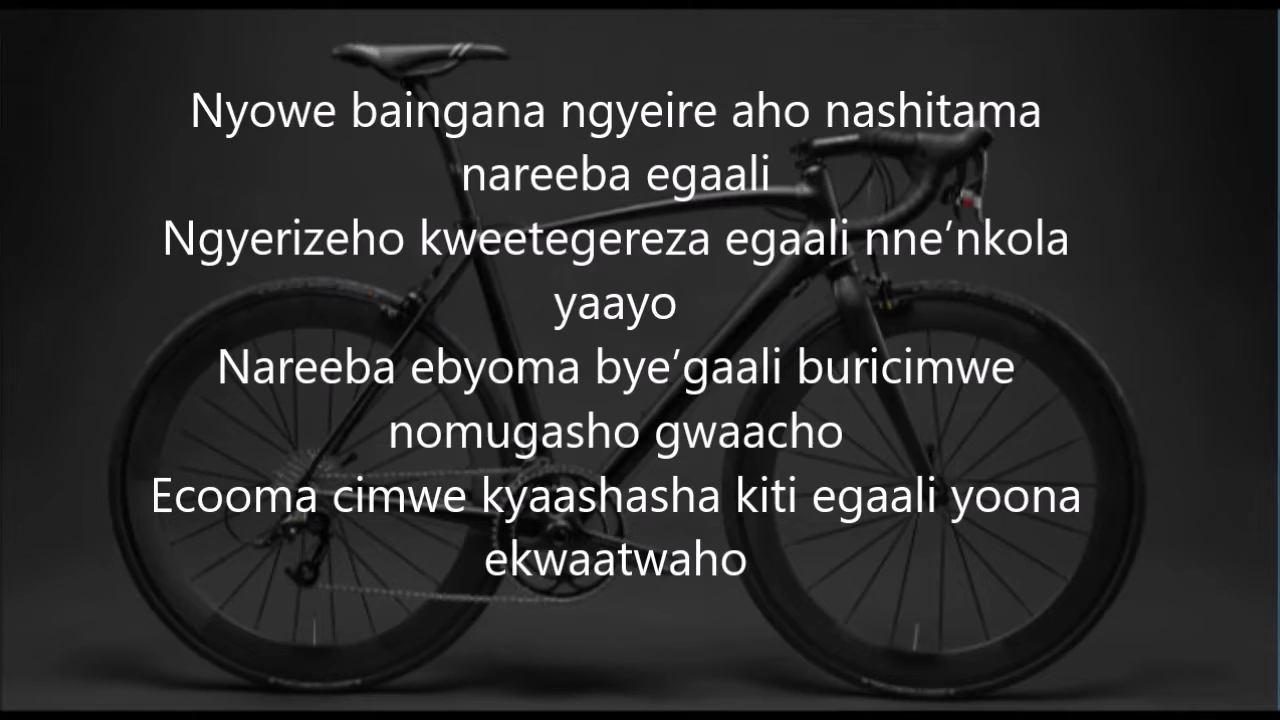 Nyowe baingana ngyeire aho nashitama
nareeba egaali
Ngyerizeho kweetegereza egaali nne’nkola
yaayo
Nareeba ebyoma bye’gaali buricimwe
nomugasho gwaacho
Ecooma cimwe kyaashasha kiti egaali yoona
ekwaatwaho